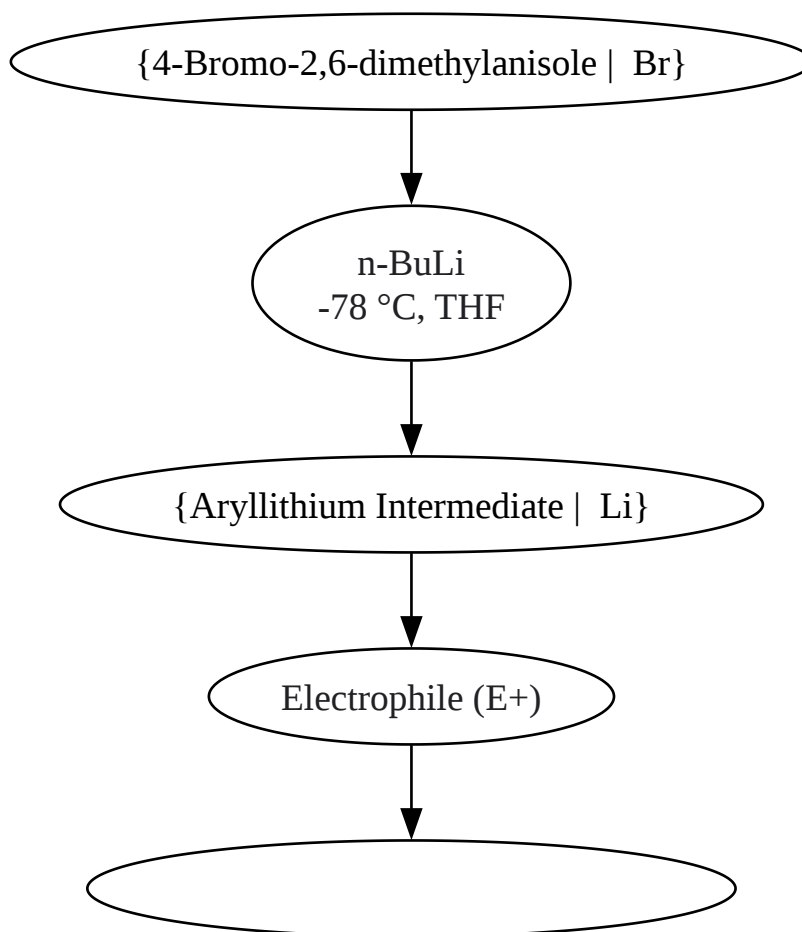 {4-Bromo-2,6-dimethylanisole |  Br}
n-BuLi
-78 °C, THF
{Aryllithium Intermediate |  Li}
Electrophile (E+)